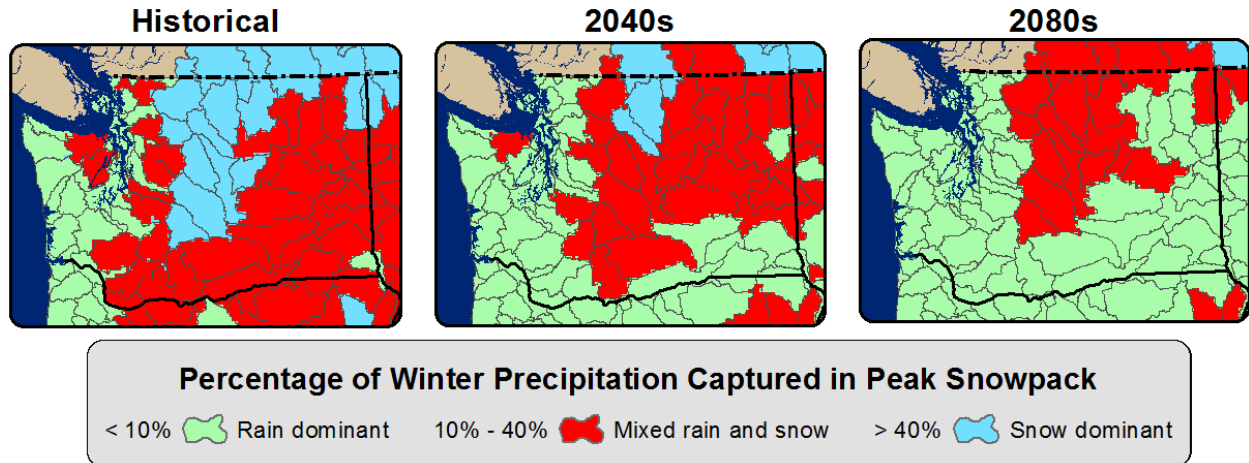 Historical
2040s
2080s
Percentage of Winter Precipitation Captured in Peak Snowpack
< 10% Rain dominant 10% - 40% Mixed rain and snow > 40% Snow dominant